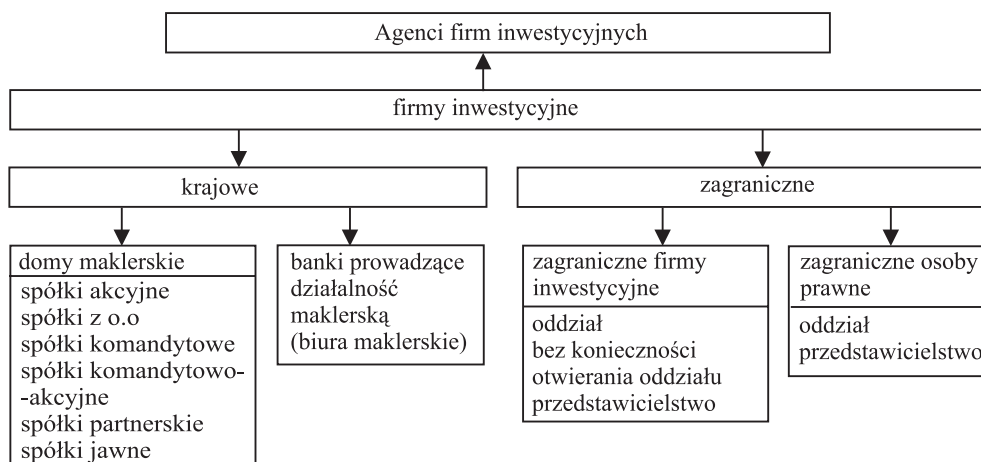 Agenci firm inwestycyjnych
firmy inwestycyjne
krajowe
zagraniczne
domy maklerskie
spółki akcyjne
spółki z o.o
spółki komandytowe
spółki komandytowo-
-akcyjne
spółki partnerskie
spółki jawne
banki prowadzące
działalność
maklerską
(biura maklerskie)
zagraniczne firmy
inwestycyjne
oddział
bez konieczności
otwierania oddziału
przedstawicielstwo
zagraniczne osoby
prawne
oddział
przedstawicielstwo